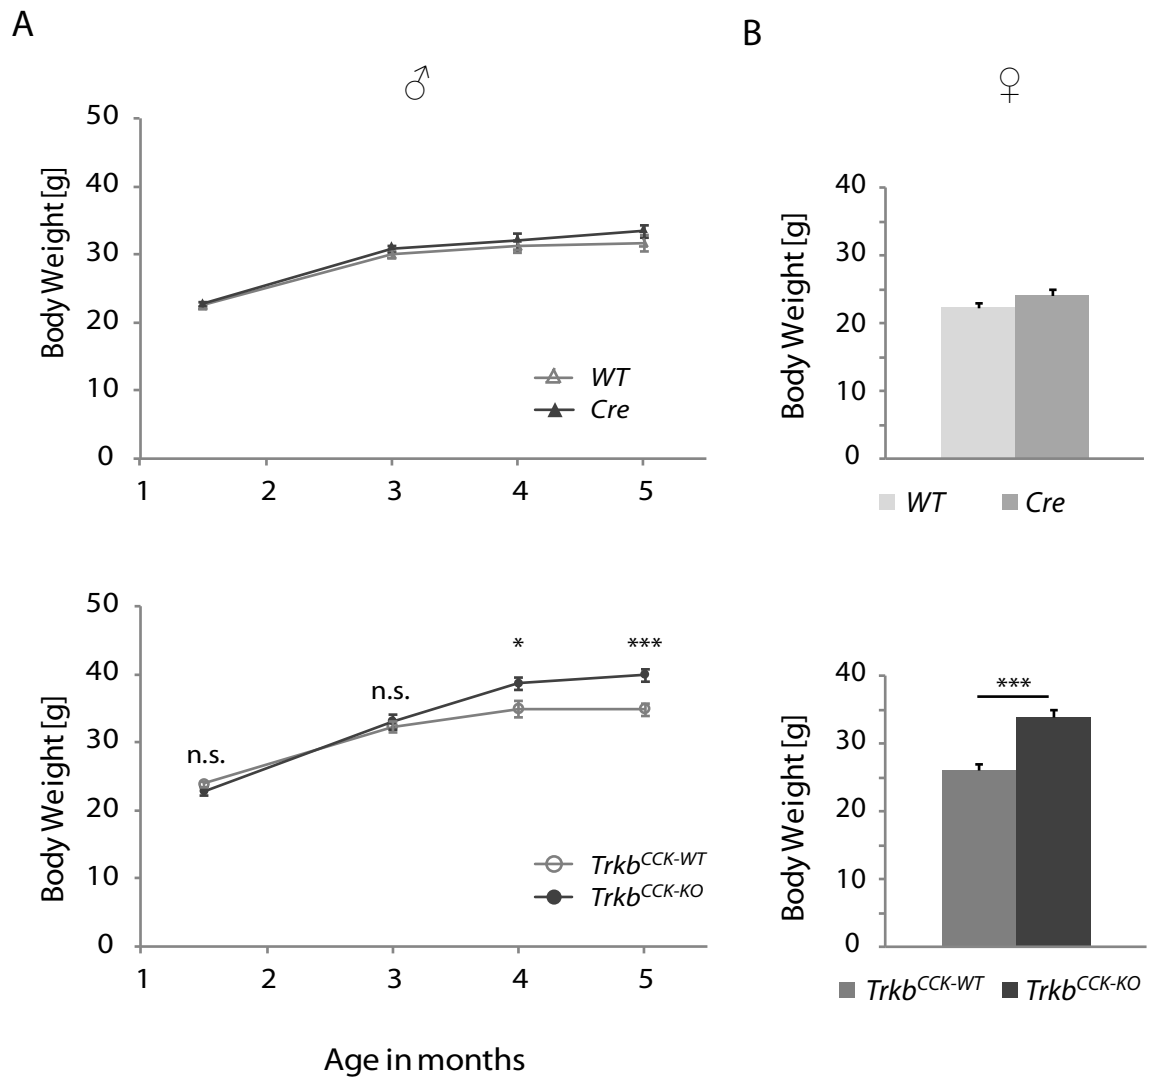 A
♂
50
40
30
20
10
0
Body Weight [g]
WT
Cre
1 2 3 4 5
B
♀
40
30
20
10
0
Body Weight [g]
WT Cre
50
40
30
20
10
0
Body Weight [g]
n.s.
n.s.
*
***
Trkb^CCK-WT
Trkb^CCK-KO
1 2 3 4 5
Age in months
40
30
20
10
0
Body Weight [g]
***
Trkb^CCK-WT Trkb^CCK-KO